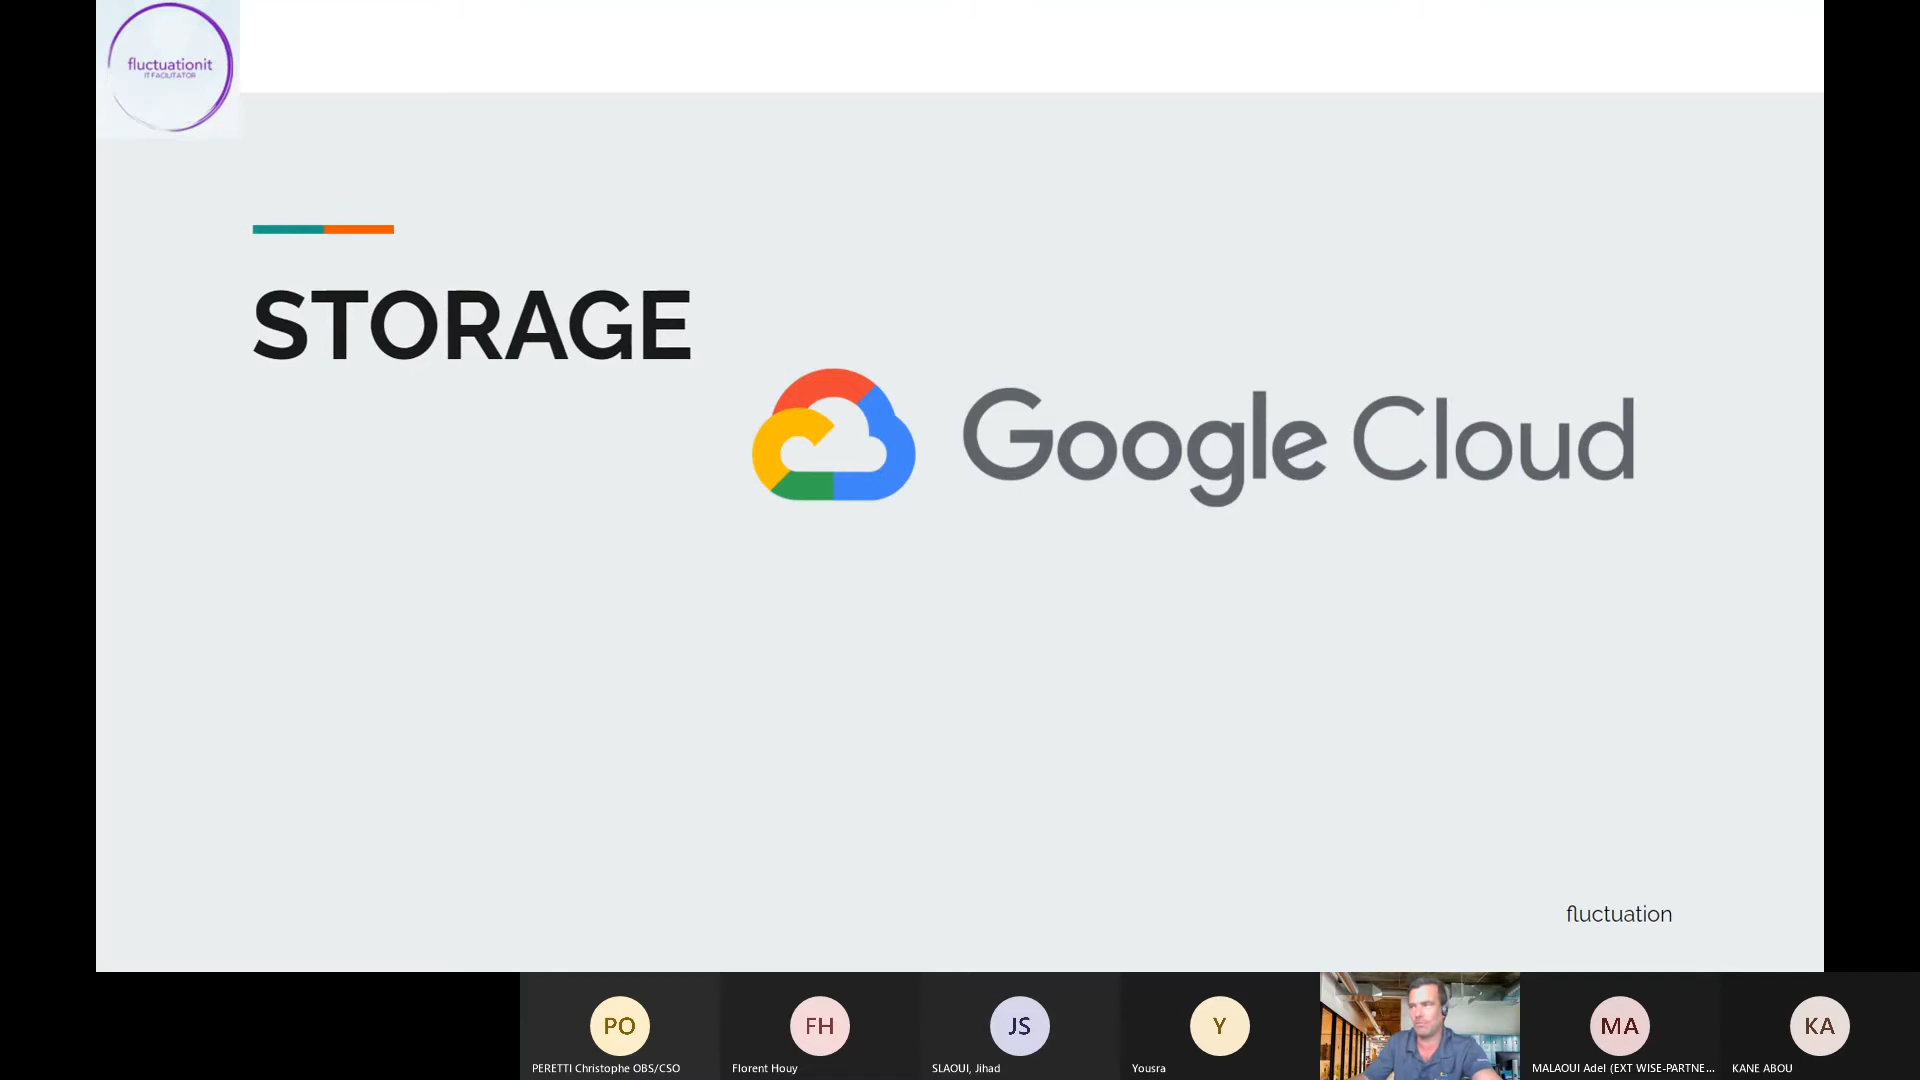 fluctuationit
IT FACILITATOR
STORAGE
Google Cloud
fluctuation
PO
FH
JS
Y
MA
KA
PERETTI Christophe OBS/CSO
Florent Houy
SLAOUI, Jihad
Yousra
MALAOUI Adel (EXT WISE-PARTNE...
KANE ABOU